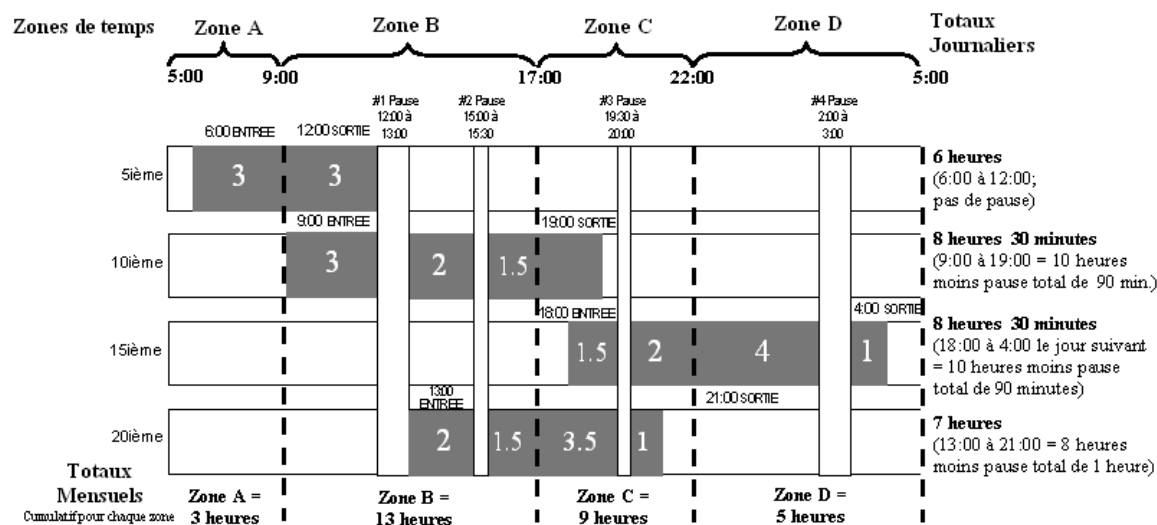 Zones de temps
Zone A
Zone B
Zone C
Zone D
Totaux
Journaliers
5:00
9:00
17:00
22:00
5:00
#1 Pause
12:00 à
13:00
#2 Pause
15:00 à
15:30
#3 Pause
19:30 à
20:00
#4 Pause
2:00 à
3:00
6:00 ENTREE
12:00 SORTIE
5ième
3
3
6 heures
(6:00 à 12:00;
pas de pause)
9:00 ENTREE
19:00 SORTIE
10ième
3
2
1.5
8 heures 30 minutes
(9:00 à 19:00 = 10 heures
moins pause total de 90 min.)
18:00 ENTREE
4:00 SORTIE
15ième
1.5
2
4
1
8 heures 30 minutes
(18:00 à 4:00 le jour suivant
= 10 heures moins pause
total de 90 minutes)
13:00
ENTREE
21:00 SORTIE
20ième
2
1.5
3.5
1
7 heures
(13:00 à 21:00 = 8 heures
moins pause total de 1 heure)
Totaux
Mensuels
Cumulatif pour chaque zone
Zone A =
3 heures
Zone B =
13 heures
Zone C =
9 heures
Zone D =
5 heures